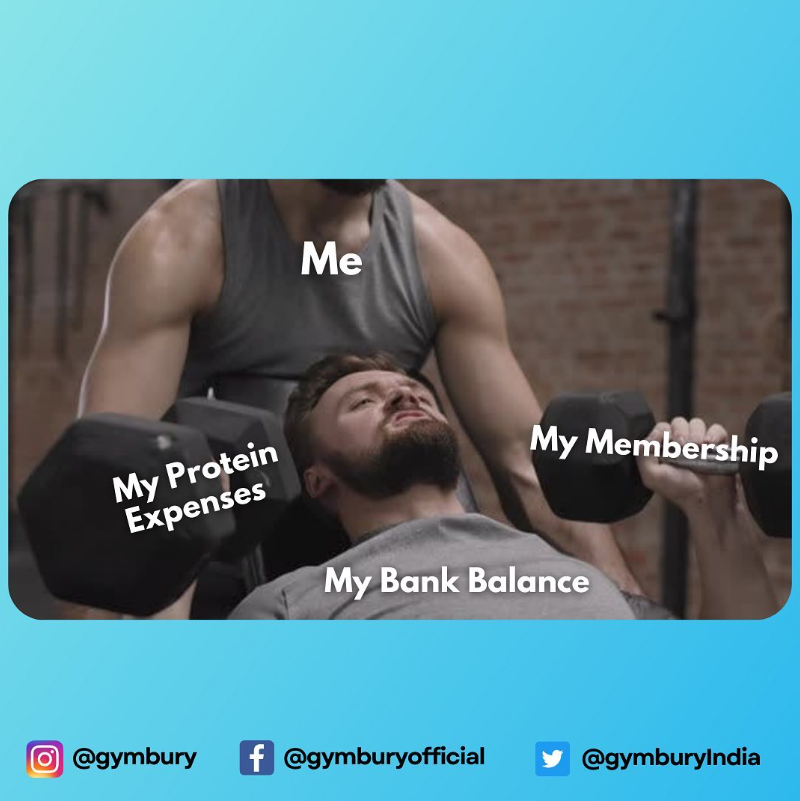 Me
My Protein
Expenses
My Membership
My Bank Balance
@gymbury
@gymburyofficial
@gymburyIndia